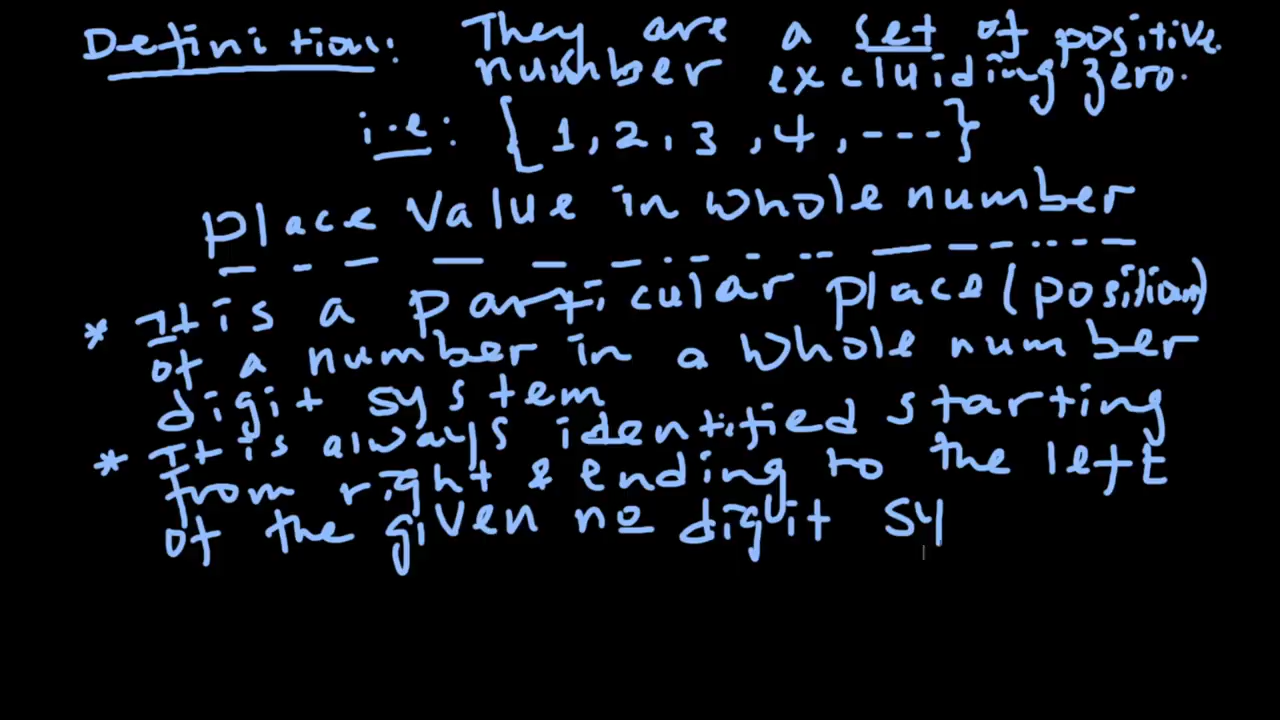 Definition: They are a set of positive
number excluiding zero.
i.e: {1, 2, 3, 4, ---}
place value in whole number
* It is a particular place (position)
of a number in a whole number
digit system
* It is always identified starting
from right & ending to the left
of the given no digit sy